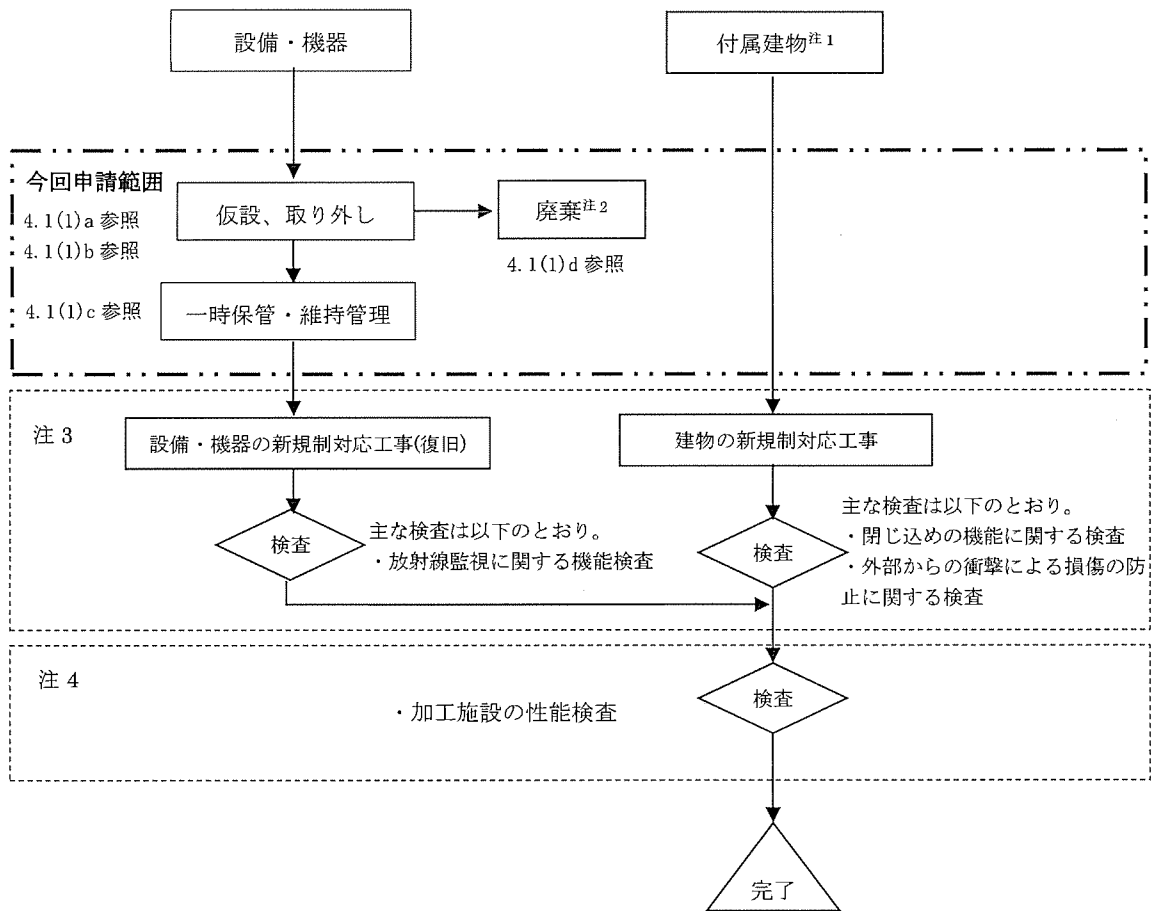 設備・機器
付属建物注1
今回申請範囲
4.1(1)a 参照
4.1(1)b 参照
仮設、取り外し
廃棄注2
4.1(1)d 参照
4.1(1)c 参照
一時保管・維持管理
注3
設備・機器の新規制対応工事(復旧)
建物の新規制対応工事
検査
主な検査は以下のとおり。
・放射線監視に関する機能検査
検査
主な検査は以下のとおり。
・閉じ込めの機能に関する検査
・外部からの衝撃による損傷の防
止に関する検査
注4
・加工施設の性能検査
検査
完了